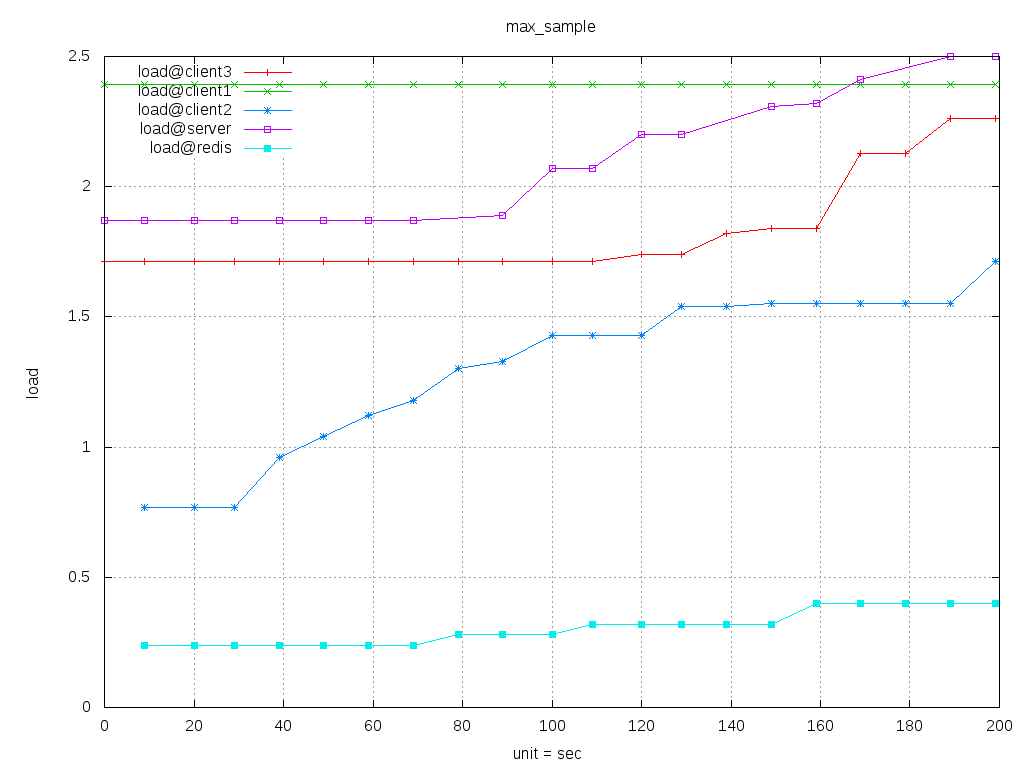 max_sample
2.5
load@client3
load@client1
load@client2
load@server
load@redis
2
1.5
load
1
0.5
0
0 20 40 60 80 100 120 140 160 180 200
unit = sec